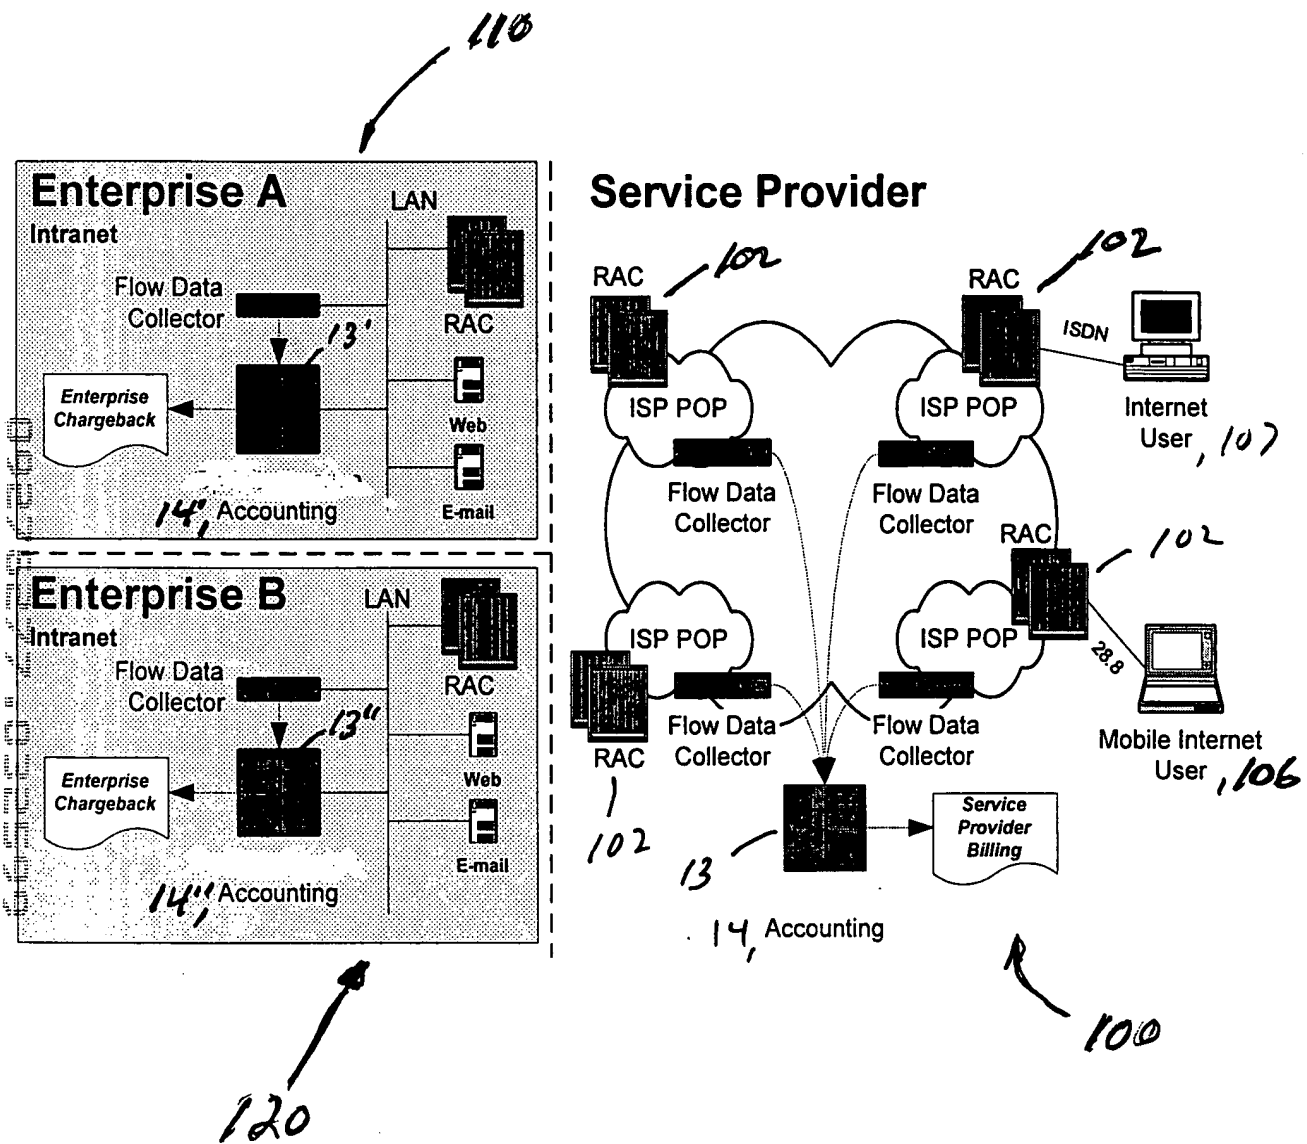 110
Enterprise A
Intranet
LAN
Flow Data
Collector
RAC
13'
Enterprise
Chargeback
Web
E-mail
14', Accounting
Enterprise B
Intranet
LAN
Flow Data
Collector
RAC
13"
Enterprise
Chargeback
Web
E-mail
14", Accounting
120
Service Provider
RAC
102
RAC
102
ISDN
ISP POP
ISP POP
Internet
User, 107
Flow Data
Collector
Flow Data
Collector
RAC
102
ISP POP
ISP POP
28.8
Flow Data
Collector
Flow Data
Collector
RAC
102
Mobile Internet
User, 106
13
Service
Provider
Billing
14, Accounting
100